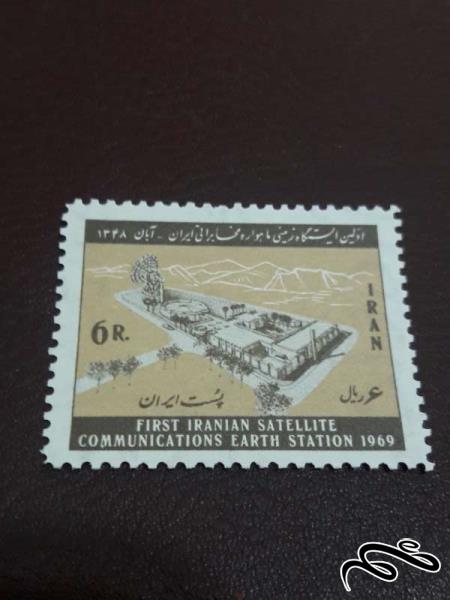 اولین ایستگاه زمینی ماهواره مخابراتی ایران - آبان ۱۳۴۸
IRAN
6 R.
پست ایران
۶ ریال
FIRST IRANIAN SATELLITE
COMMUNICATIONS EARTH STATION 1969